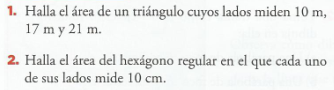 1. Halla el área de un triángulo cuyos lados miden 10 m,
17 m y 21 m.
2. Halla el área del hexágono regular en el que cada uno
de sus lados mide 10 cm.